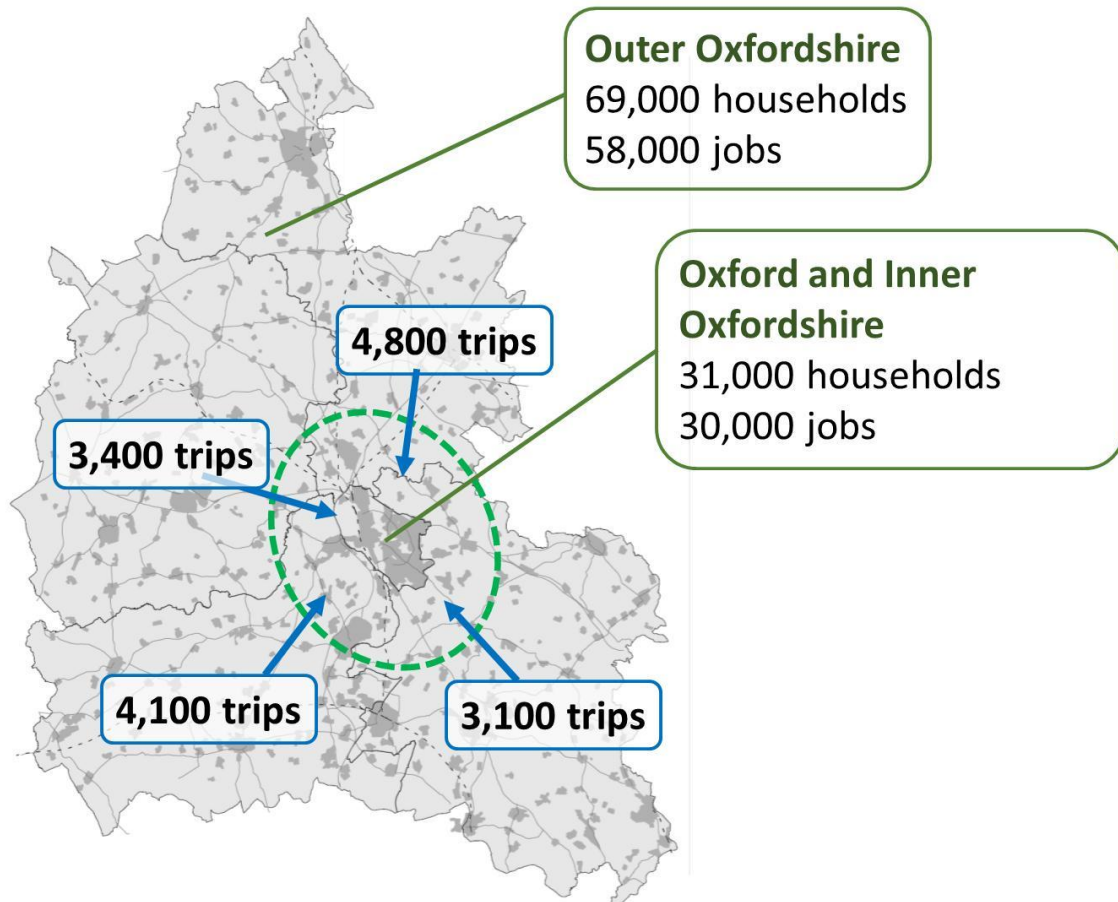 Outer Oxfordshire
69,000 households
58,000 jobs
Oxford and Inner
Oxfordshire
31,000 households
30,000 jobs
4,800 trips
3,400 trips
4,100 trips
3,100 trips